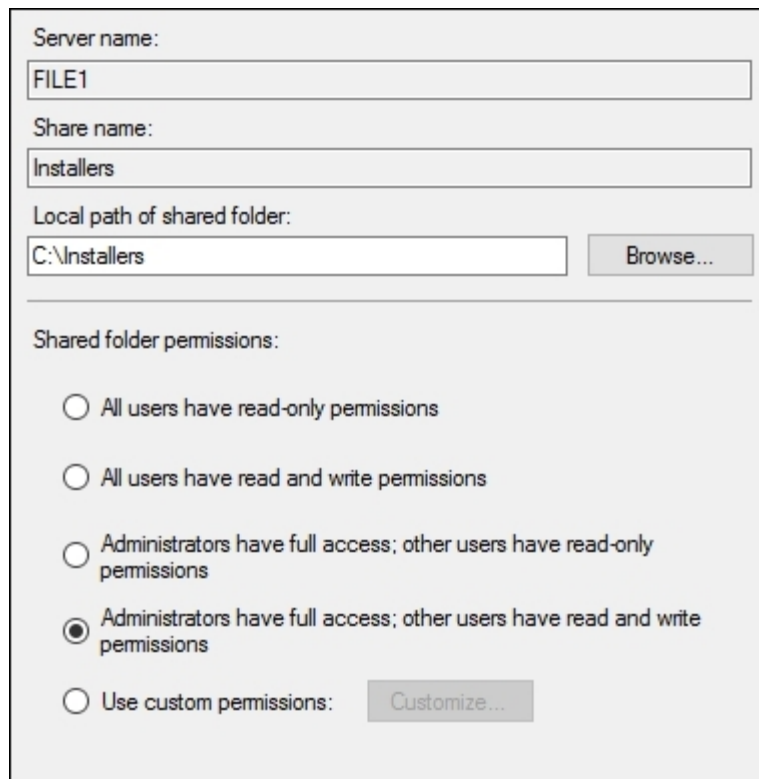 Server name:
FILE1
Share name:
Installers
Local path of shared folder:
C:\Installers
Browse...
Shared folder permissions:
All users have read-only permissions
All users have read and write permissions
Administrators have full access; other users have read-only
permissions
Administrators have full access; other users have read and write
permissions
Use custom permissions:
Customize...